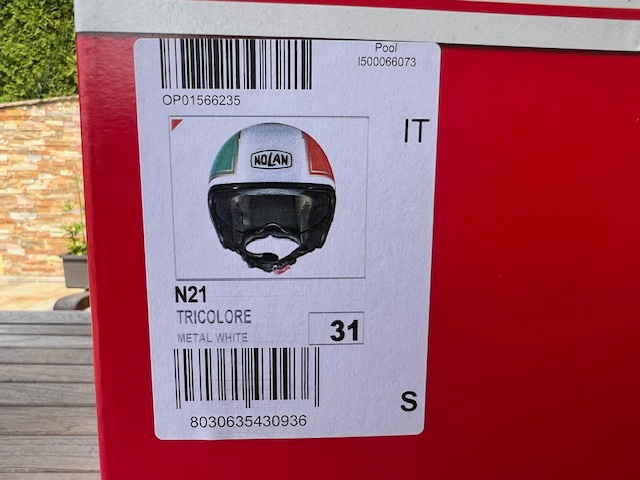 Pool
I500066073
OP01566235
IT
NOLAN
N21
TRICOLORE
31
METAL WHITE
S
8030635430936